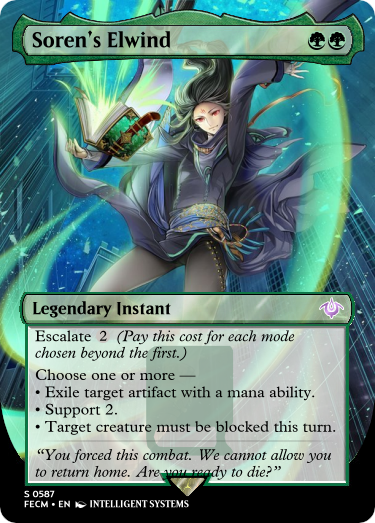 Soren's Elwind
Legendary Instant
Escalate 2 (Pay this cost for each mode
chosen beyond the first.)
Choose one or more —
• Exile target artifact with a mana ability.
• Support 2.
• Target creature must be blocked this turn.
“You forced this combat. We cannot allow you
to return home. Are you ready to die?”
S 0587
FECM • EN INTELLIGENT SYSTEMS